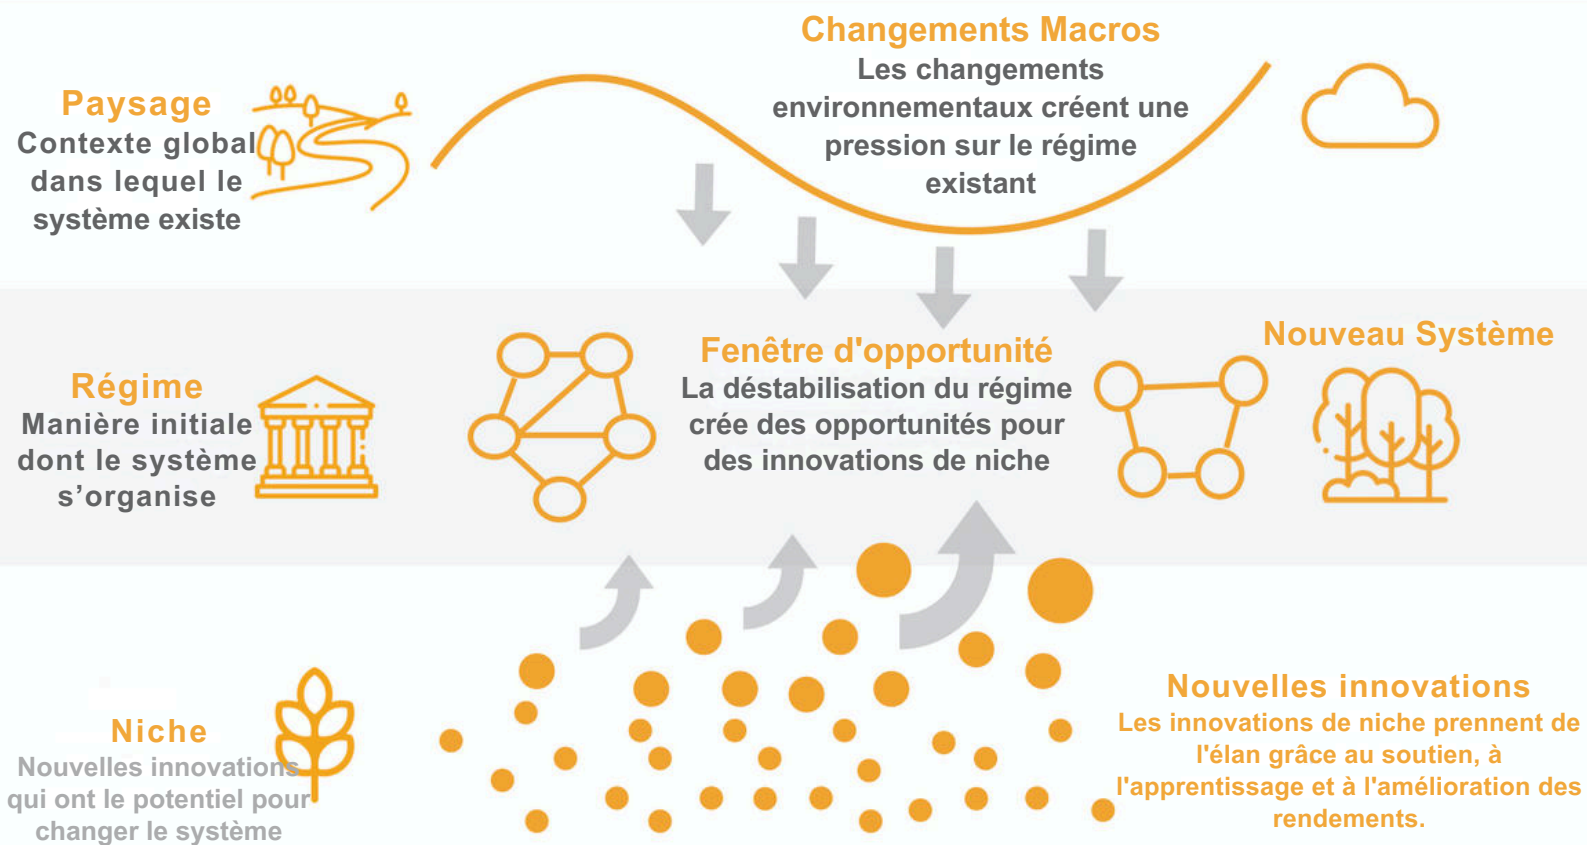 Changements Macros
Les changements
environnementaux créent une
pression sur le régime
existant
Paysage
Contexte global
dans lequel le
système existe
Régime
Manière initiale
dont le système
s’organise
Fenêtre d'opportunité
La déstabilisation du régime
crée des opportunités pour
des innovations de niche
Nouveau Système
Niche
Nouvelles innovations
qui ont le potentiel pour
changer le système
Nouvelles innovations
Les innovations de niche prennent de
l'élan grâce au soutien, à
l'apprentissage et à l'amélioration des
rendements.